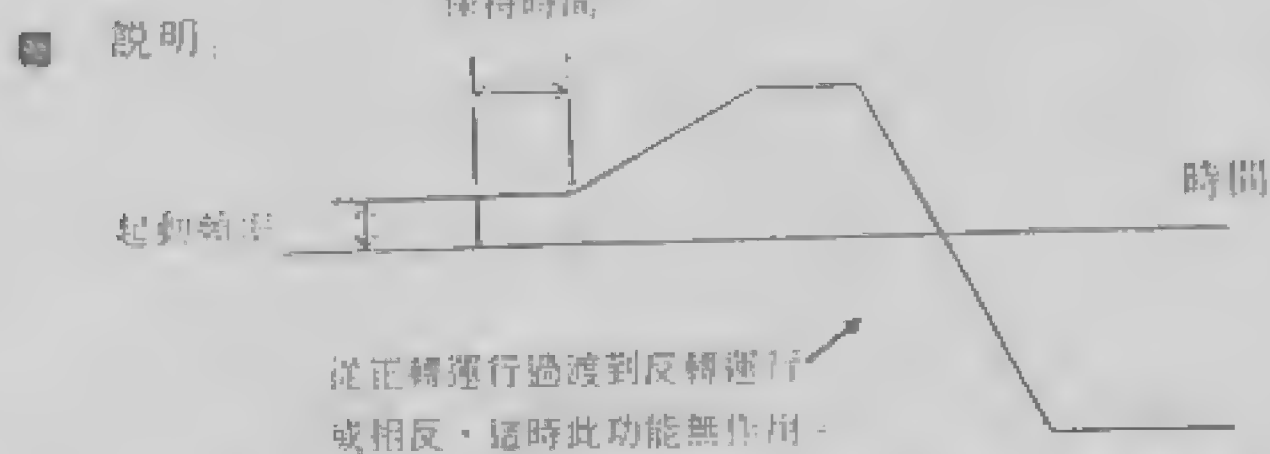 保持時間
說明:
時間
起動頻率
從正轉運行過渡到反轉運行
或相反,這時此功能無作用。